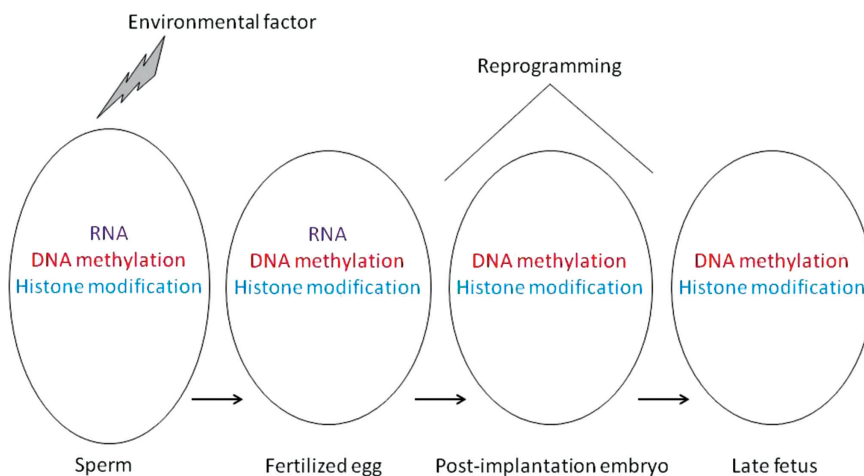 Environmental factor
Reprogramming
RNA
DNA methylation
Histone modification
RNA
DNA methylation
Histone modification
DNA methylation
Histone modification
DNA methylation
Histone modification
Sperm
Fertilized egg
Post-implantation embryo
Late fetus